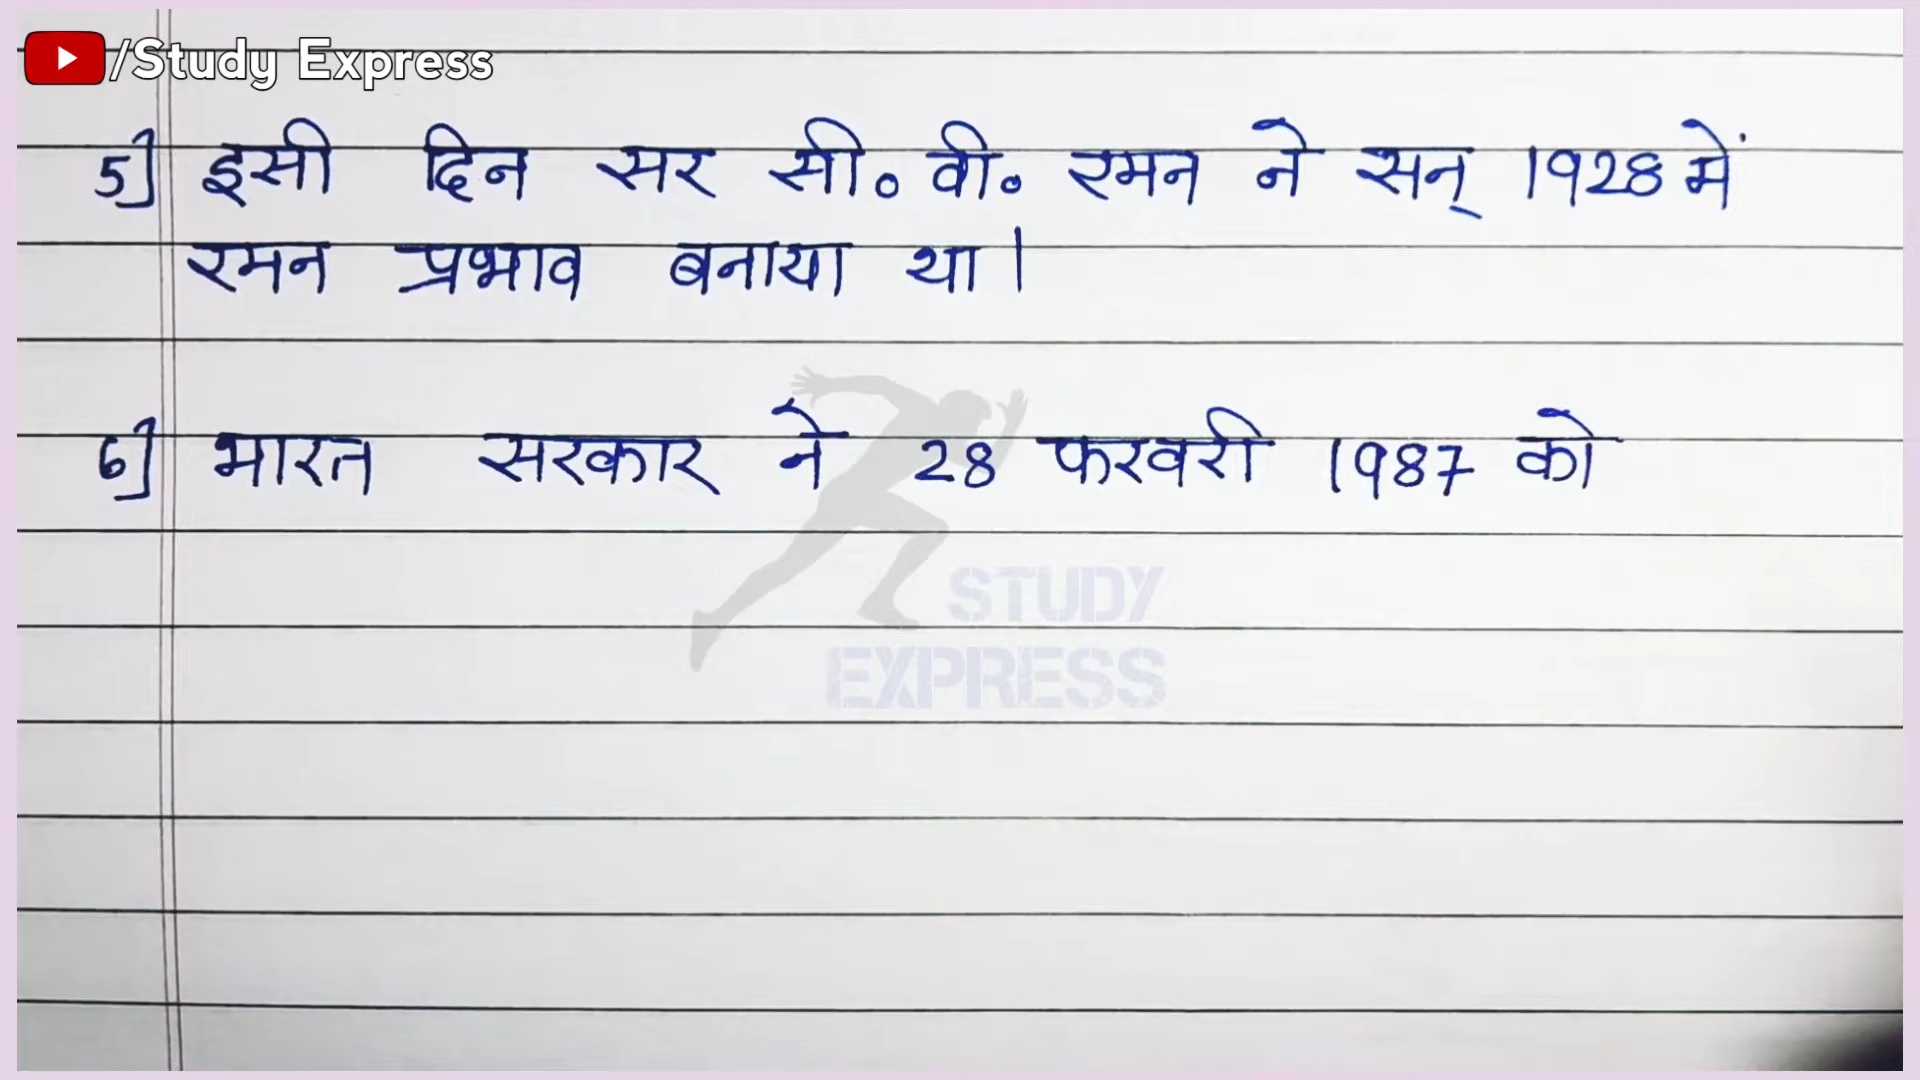 /Study Express
5] इसी दिन सर सी. वी. रमन ने सन् 1928 में
रमन प्रभाव बनाया था।
6] भारत सरकार ने 28 फरवरी 1987 को
STUDY
EXPRESS